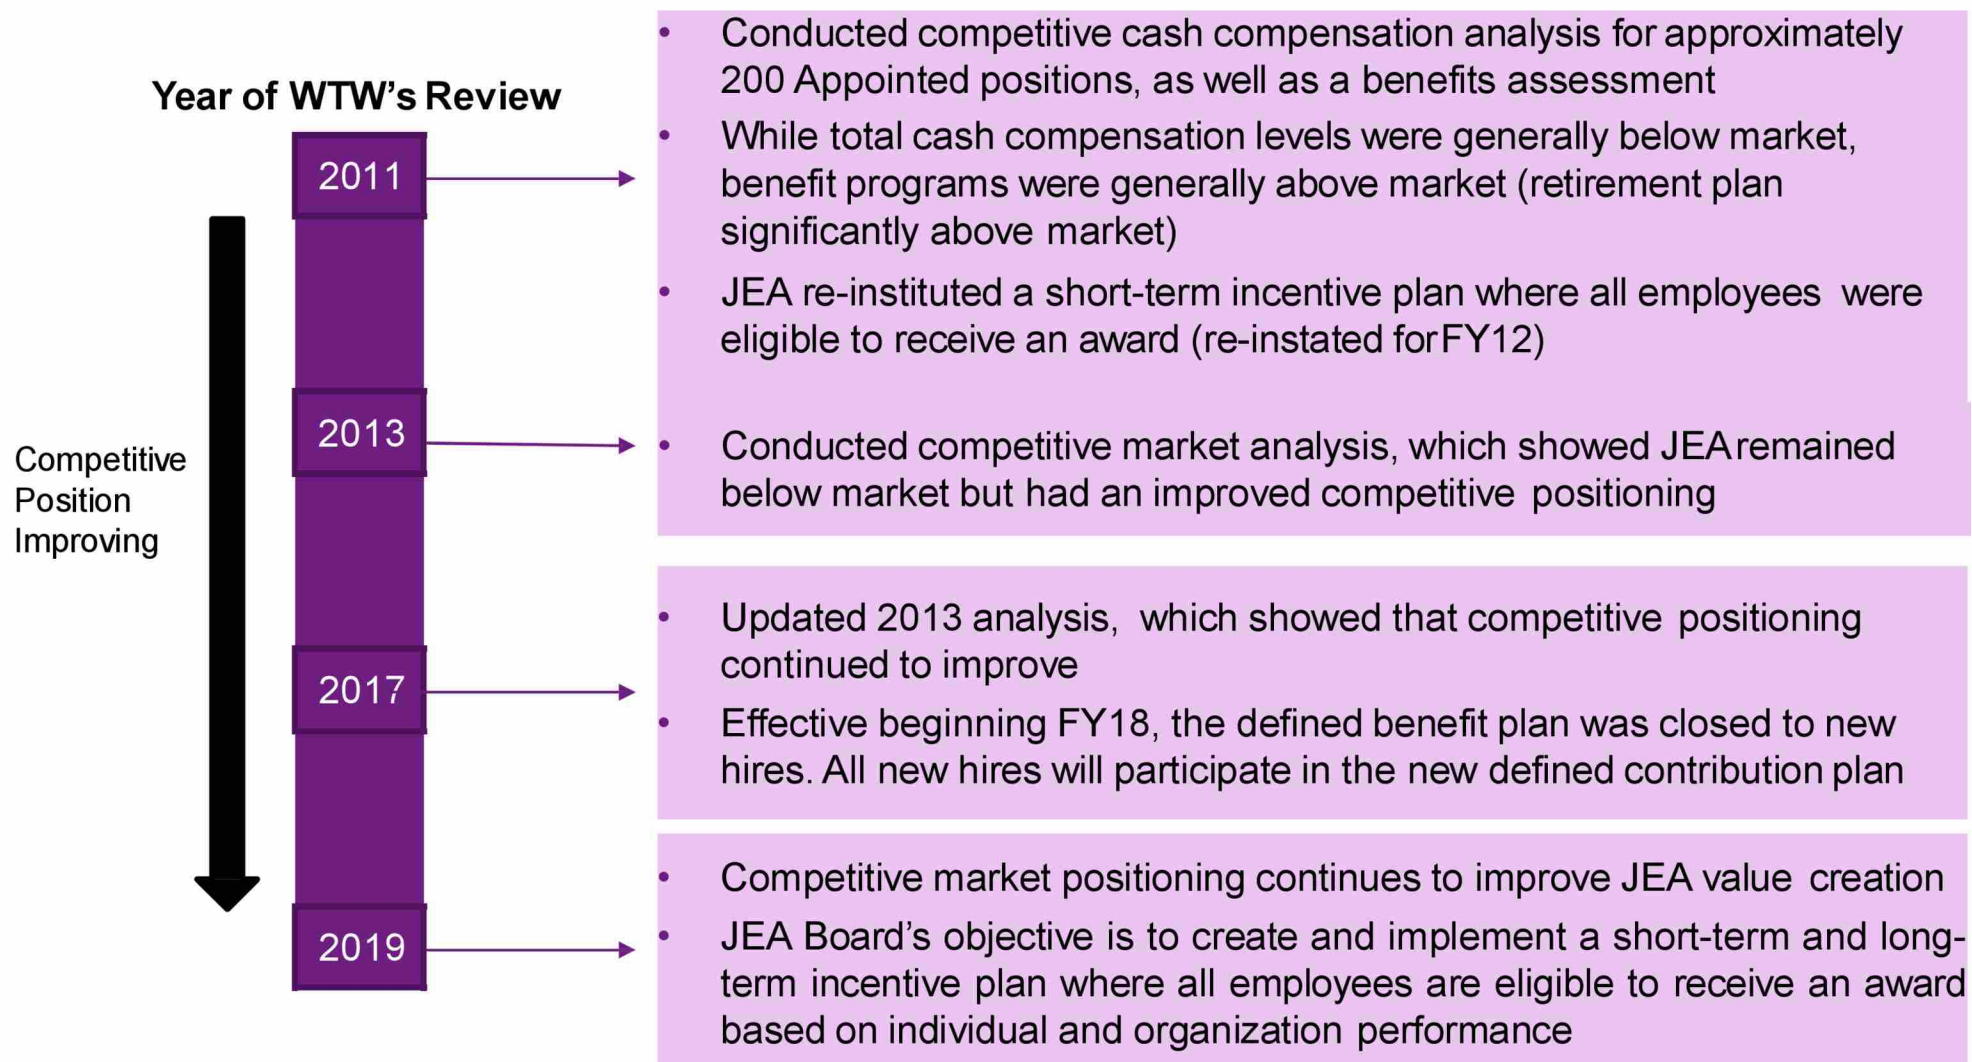 Year of WTW's Review
2011
• Conducted competitive cash compensation analysis for approximately
200 Appointed positions, as well as a benefits assessment
• While total cash compensation levels were generally below market,
benefit programs were generally above market (retirement plan
significantly above market)
• JEA re-instituted a short-term incentive plan where all employees were
eligible to receive an award (re-instated for FY12)
Competitive
Position
Improving
2013
• Conducted competitive market analysis, which showed JEA remained
below market but had an improved competitive positioning
2017
• Updated 2013 analysis, which showed that competitive positioning
continued to improve
• Effective beginning FY18, the defined benefit plan was closed to new
hires. All new hires will participate in the new defined contribution plan
2019
• Competitive market positioning continues to improve JEA value creation
• JEA Board's objective is to create and implement a short-term and long-
term incentive plan where all employees are eligible to receive an award
based on individual and organization performance